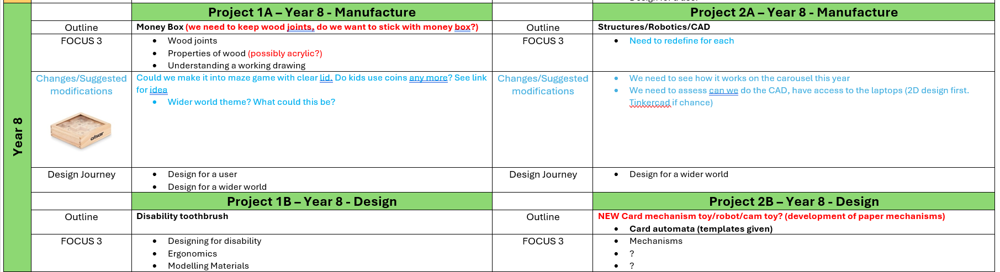 Project 1A – Year 8 - Manufacture
Project 2A – Year 8 - Manufacture
Outline
Money Box (we need to keep wood joints, do we want to stick with money box?)
Outline
Structures/Robotics/CAD
FOCUS 3
Wood joints
Properties of wood (possibly acrylic?)
Understanding a working drawing
FOCUS 3
Need to redefine for each
Changes/Suggested
modifications
Could we make it into maze game with clear lid. Do kids use coins any more? See link
for idea
Wider world theme? What could this be?
Changes/Suggested
modifications
We need to see how it works on the carousel this year
We need to assess can we do the CAD, have access to the laptops (2D design first.
Tinkercad if chance)
Year 8
Design Journey
Design for a user
Design for a wider world
Design Journey
Design for a wider world
Project 1B – Year 8 - Design
Project 2B – Year 8 - Design
Outline
Disability toothbrush
Outline
NEW Card mechanism toy/robot/cam toy? (development of paper mechanisms)
Card automata (templates given)
FOCUS 3
Designing for disability
Ergonomics
Modelling Materials
FOCUS 3
Mechanisms
?
?